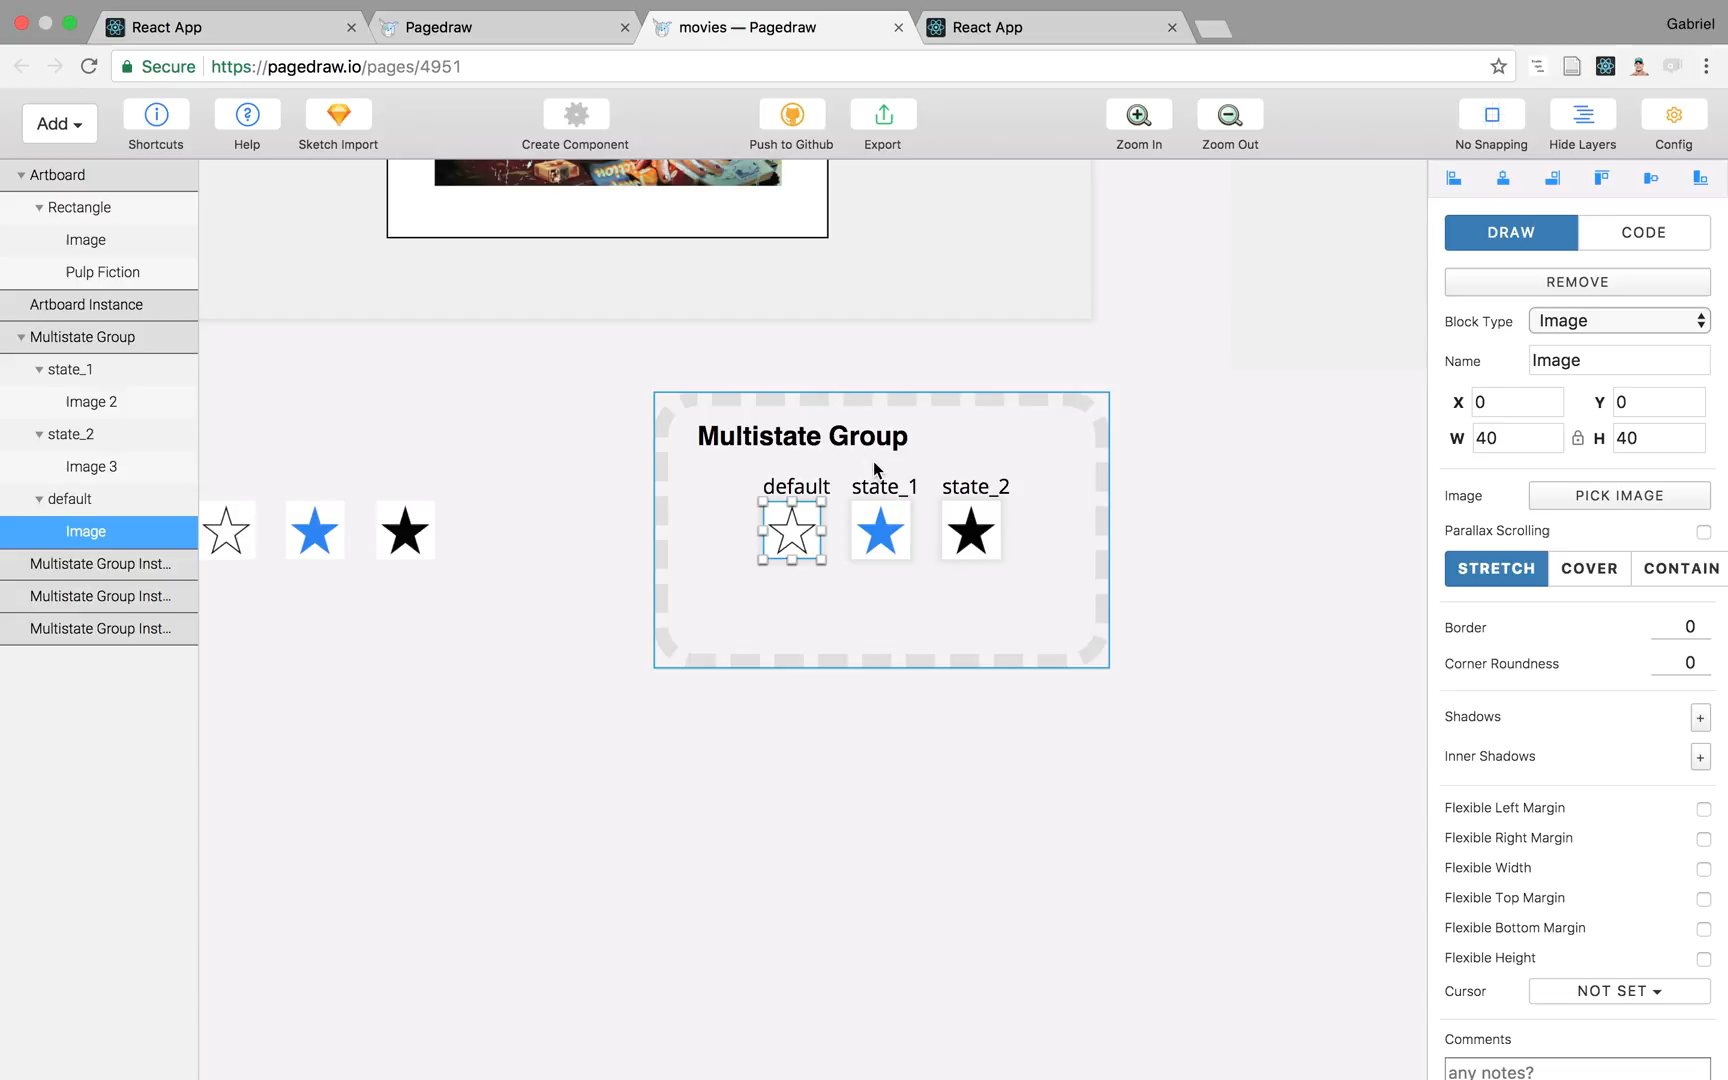 React App
Pagedraw
movies — Pagedraw
React App
Gabriel
Secure
https://pagedraw.io/pages/4951
Add
Shortcuts
Help
Sketch Import
Create Component
Push to Github
Export
Zoom In
Zoom Out
No Snapping
Hide Layers
Config
Artboard
Rectangle
Image
Pulp Fiction
Artboard Instance
Multistate Group
state_1
Image 2
state_2
Image 3
default
Image
Multistate Group Inst...
Multistate Group Inst...
Multistate Group Inst...
Multistate Group
default state_1 state_2
DRAW CODE
REMOVE
Block Type Image
Name Image
X 0 Y 0
W 40 H 40
Image PICK IMAGE
Parallax Scrolling
STRETCH COVER CONTAIN
Border 0
Corner Roundness 0
Shadows +
Inner Shadows +
Flexible Left Margin
Flexible Right Margin
Flexible Width
Flexible Top Margin
Flexible Bottom Margin
Flexible Height
Cursor NOT SET
Comments
any notes?